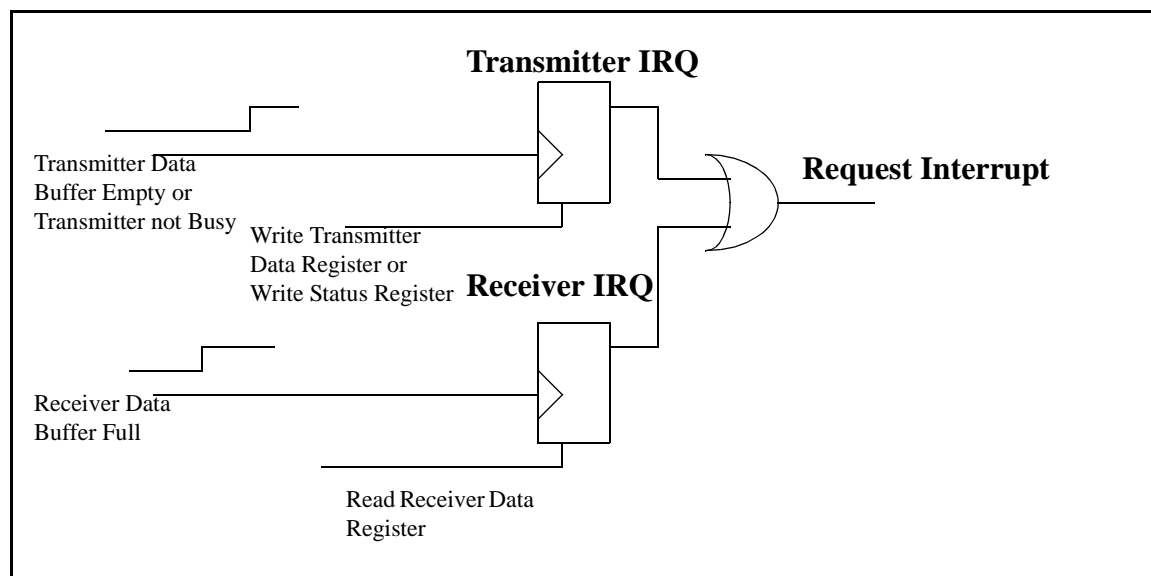 Transmitter IRQ
Transmitter Data
Buffer Empty or
Transmitter not Busy
Request Interrupt
Write Transmitter
Data Register or
Write Status Register
Receiver IRQ
Receiver Data
Buffer Full
Read Receiver Data
Register